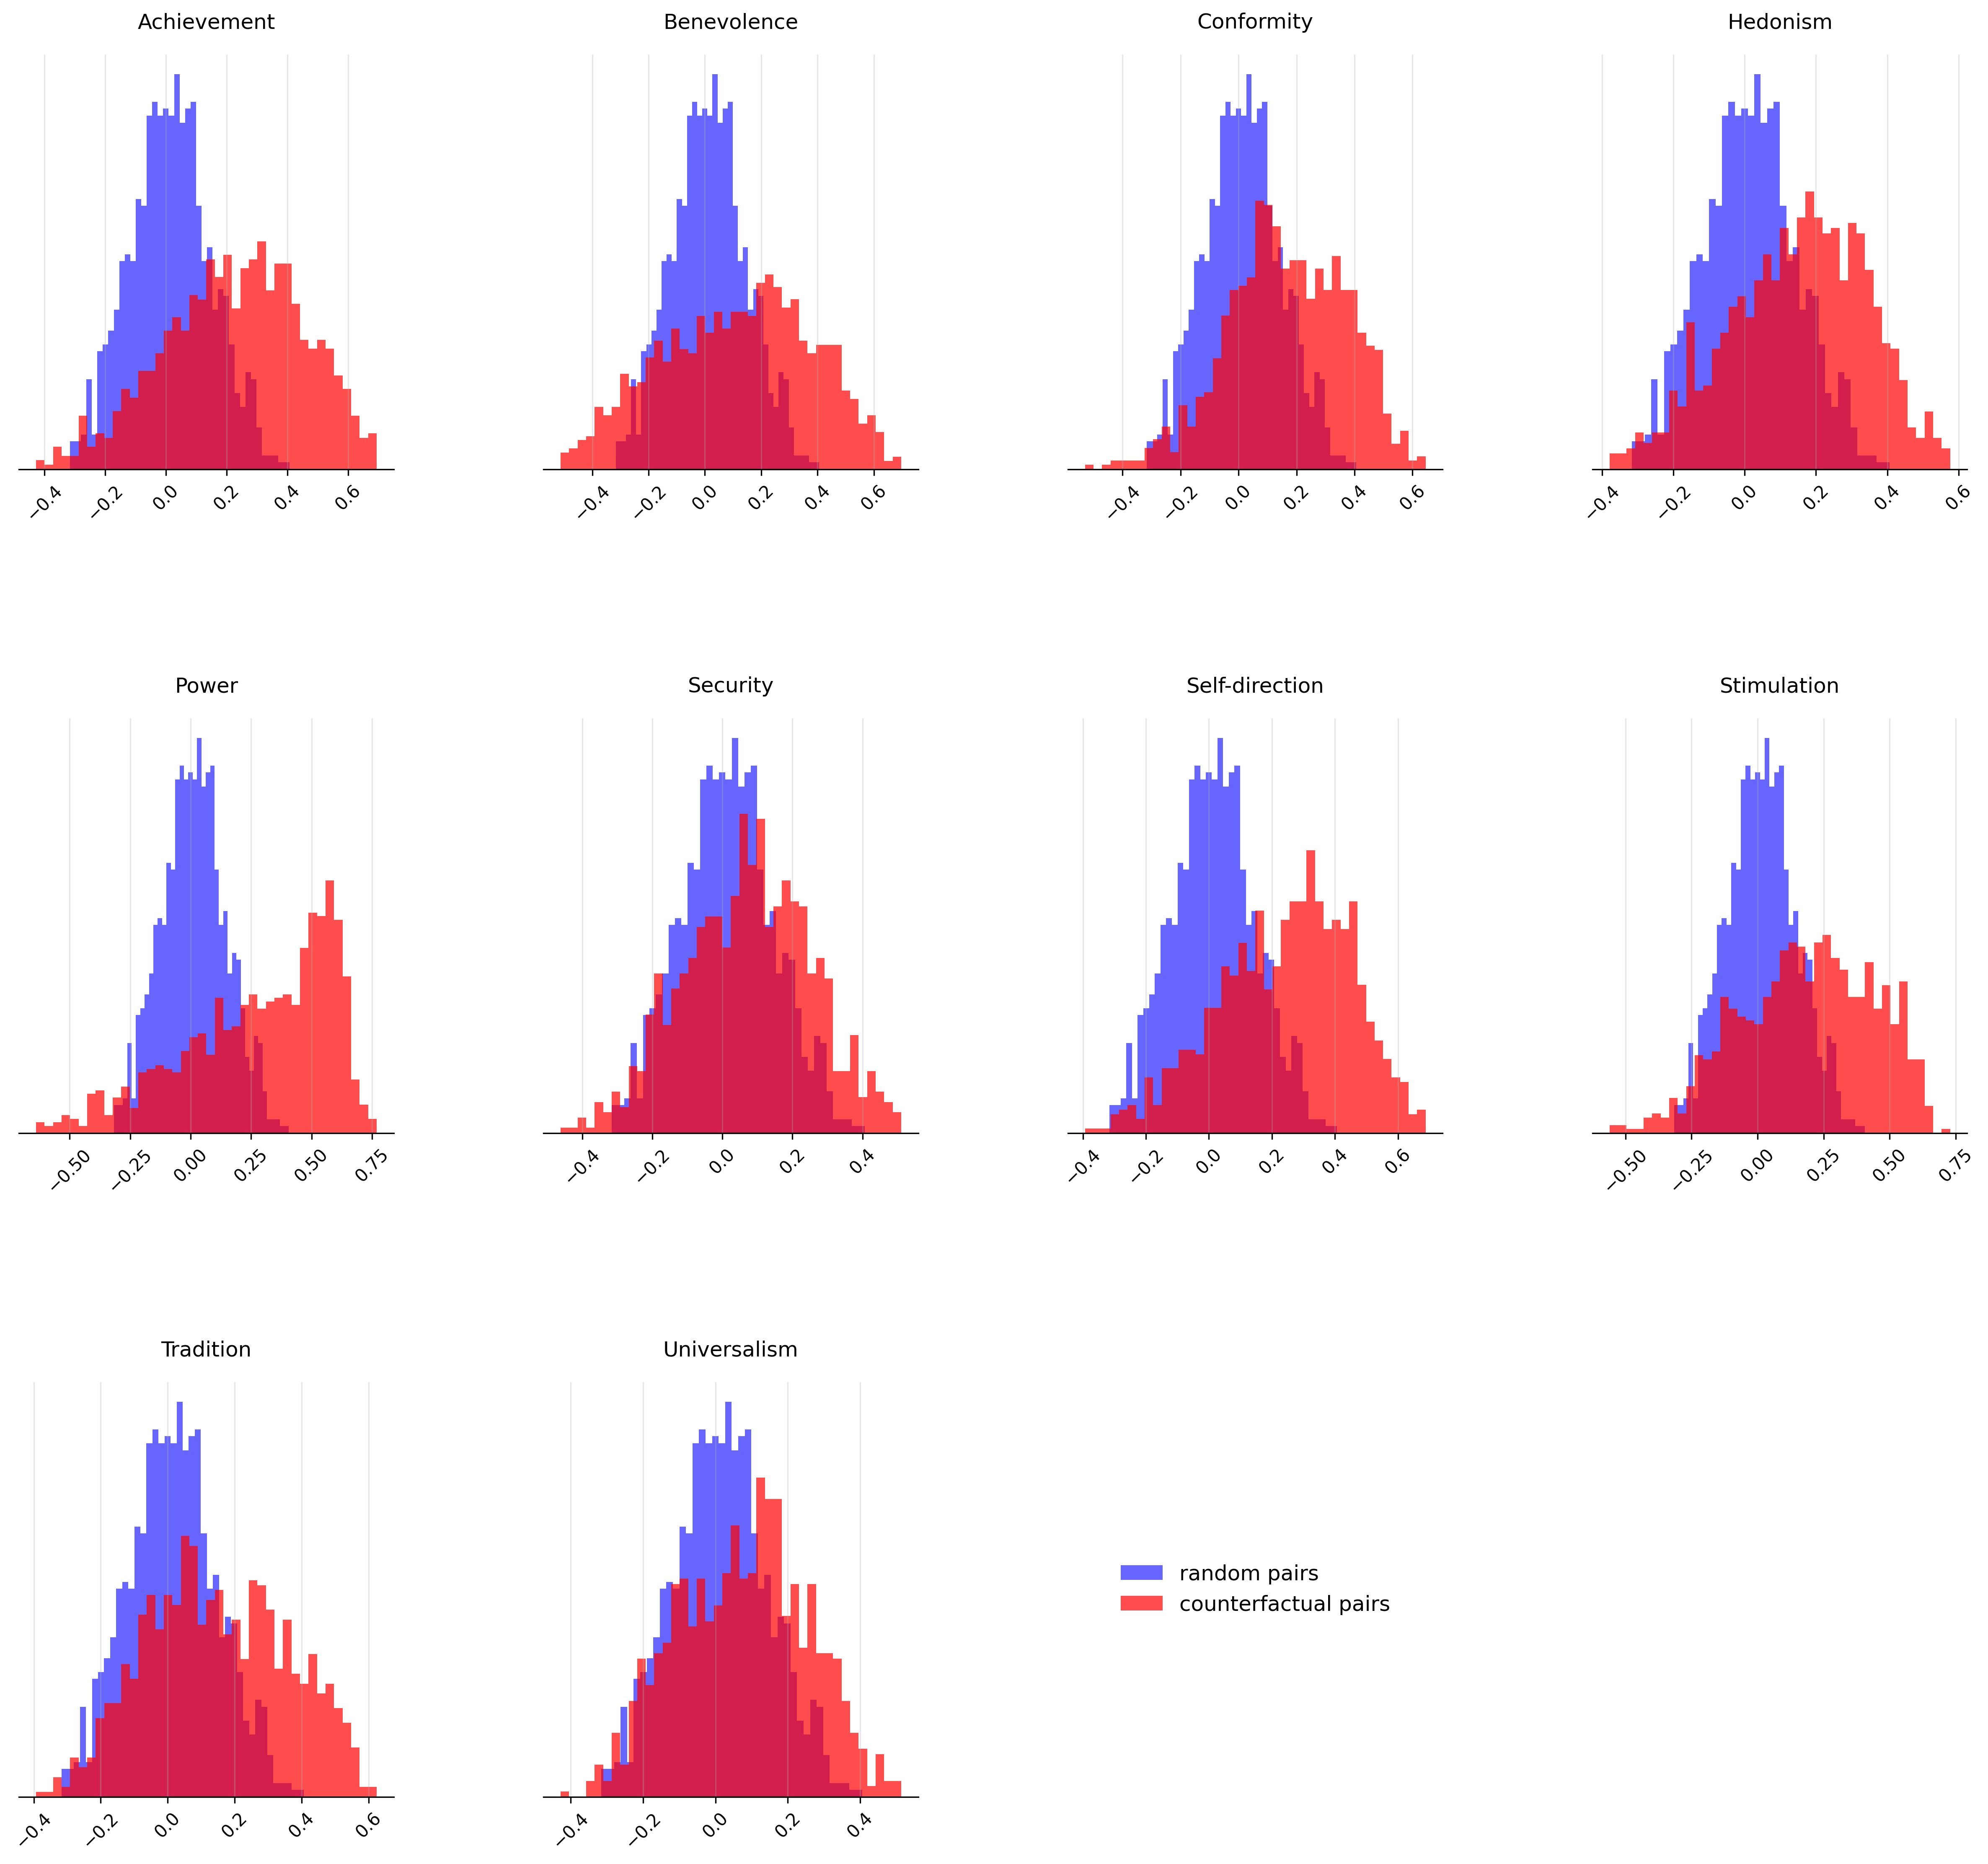 Achievement
Benevolence
Conformity
Hedonism
−0.4 −0.2 0.0 0.2 0.4 0.6
−0.4 −0.2 0.0 0.2 0.4 0.6
−0.4 −0.2 0.0 0.2 0.4 0.6
−0.4 −0.2 0.0 0.2 0.4 0.6
Power
Security
Self-direction
Stimulation
−0.50 −0.25 0.00 0.25 0.50 0.75
−0.4 −0.2 0.0 0.2 0.4
−0.4 −0.2 0.0 0.2 0.4 0.6
−0.50 −0.25 0.00 0.25 0.50 0.75
Tradition
Universalism
random pairs
counterfactual pairs
−0.4 −0.2 0.0 0.2 0.4 0.6
−0.4 −0.2 0.0 0.2 0.4